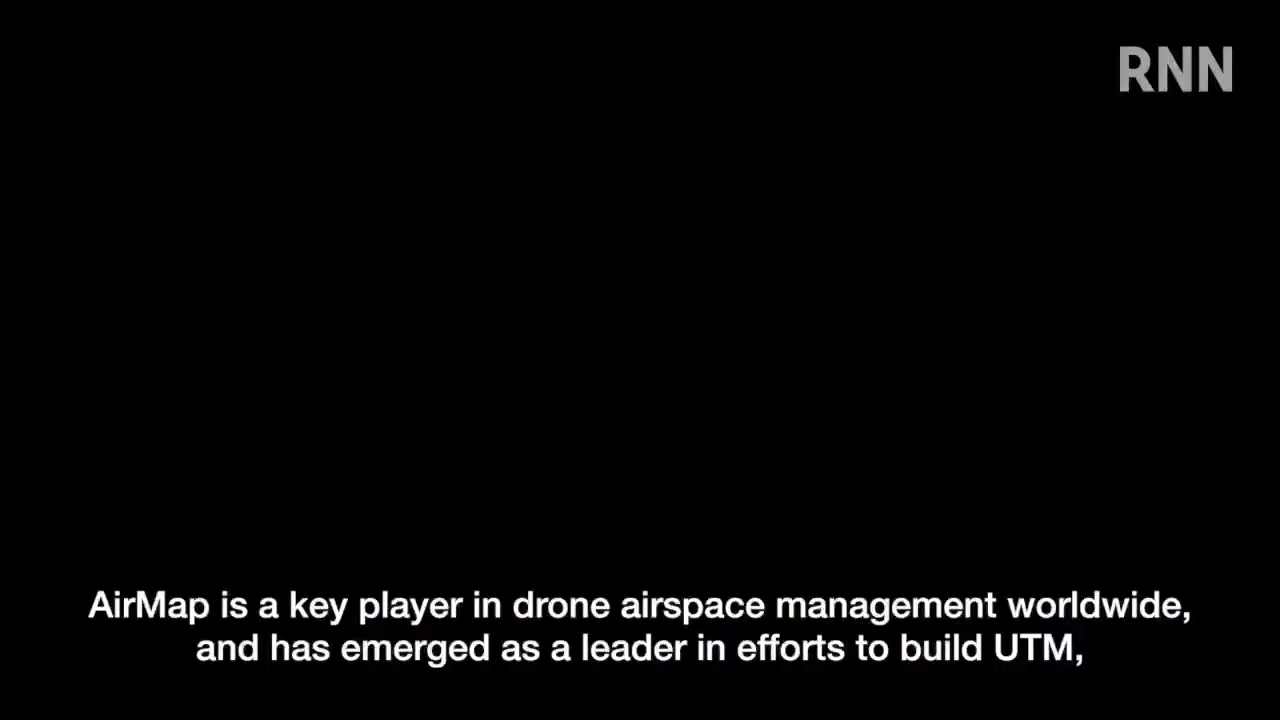 RNN
AirMap is a key player in drone airspace management worldwide,
and has emerged as a leader in efforts to build UTM,